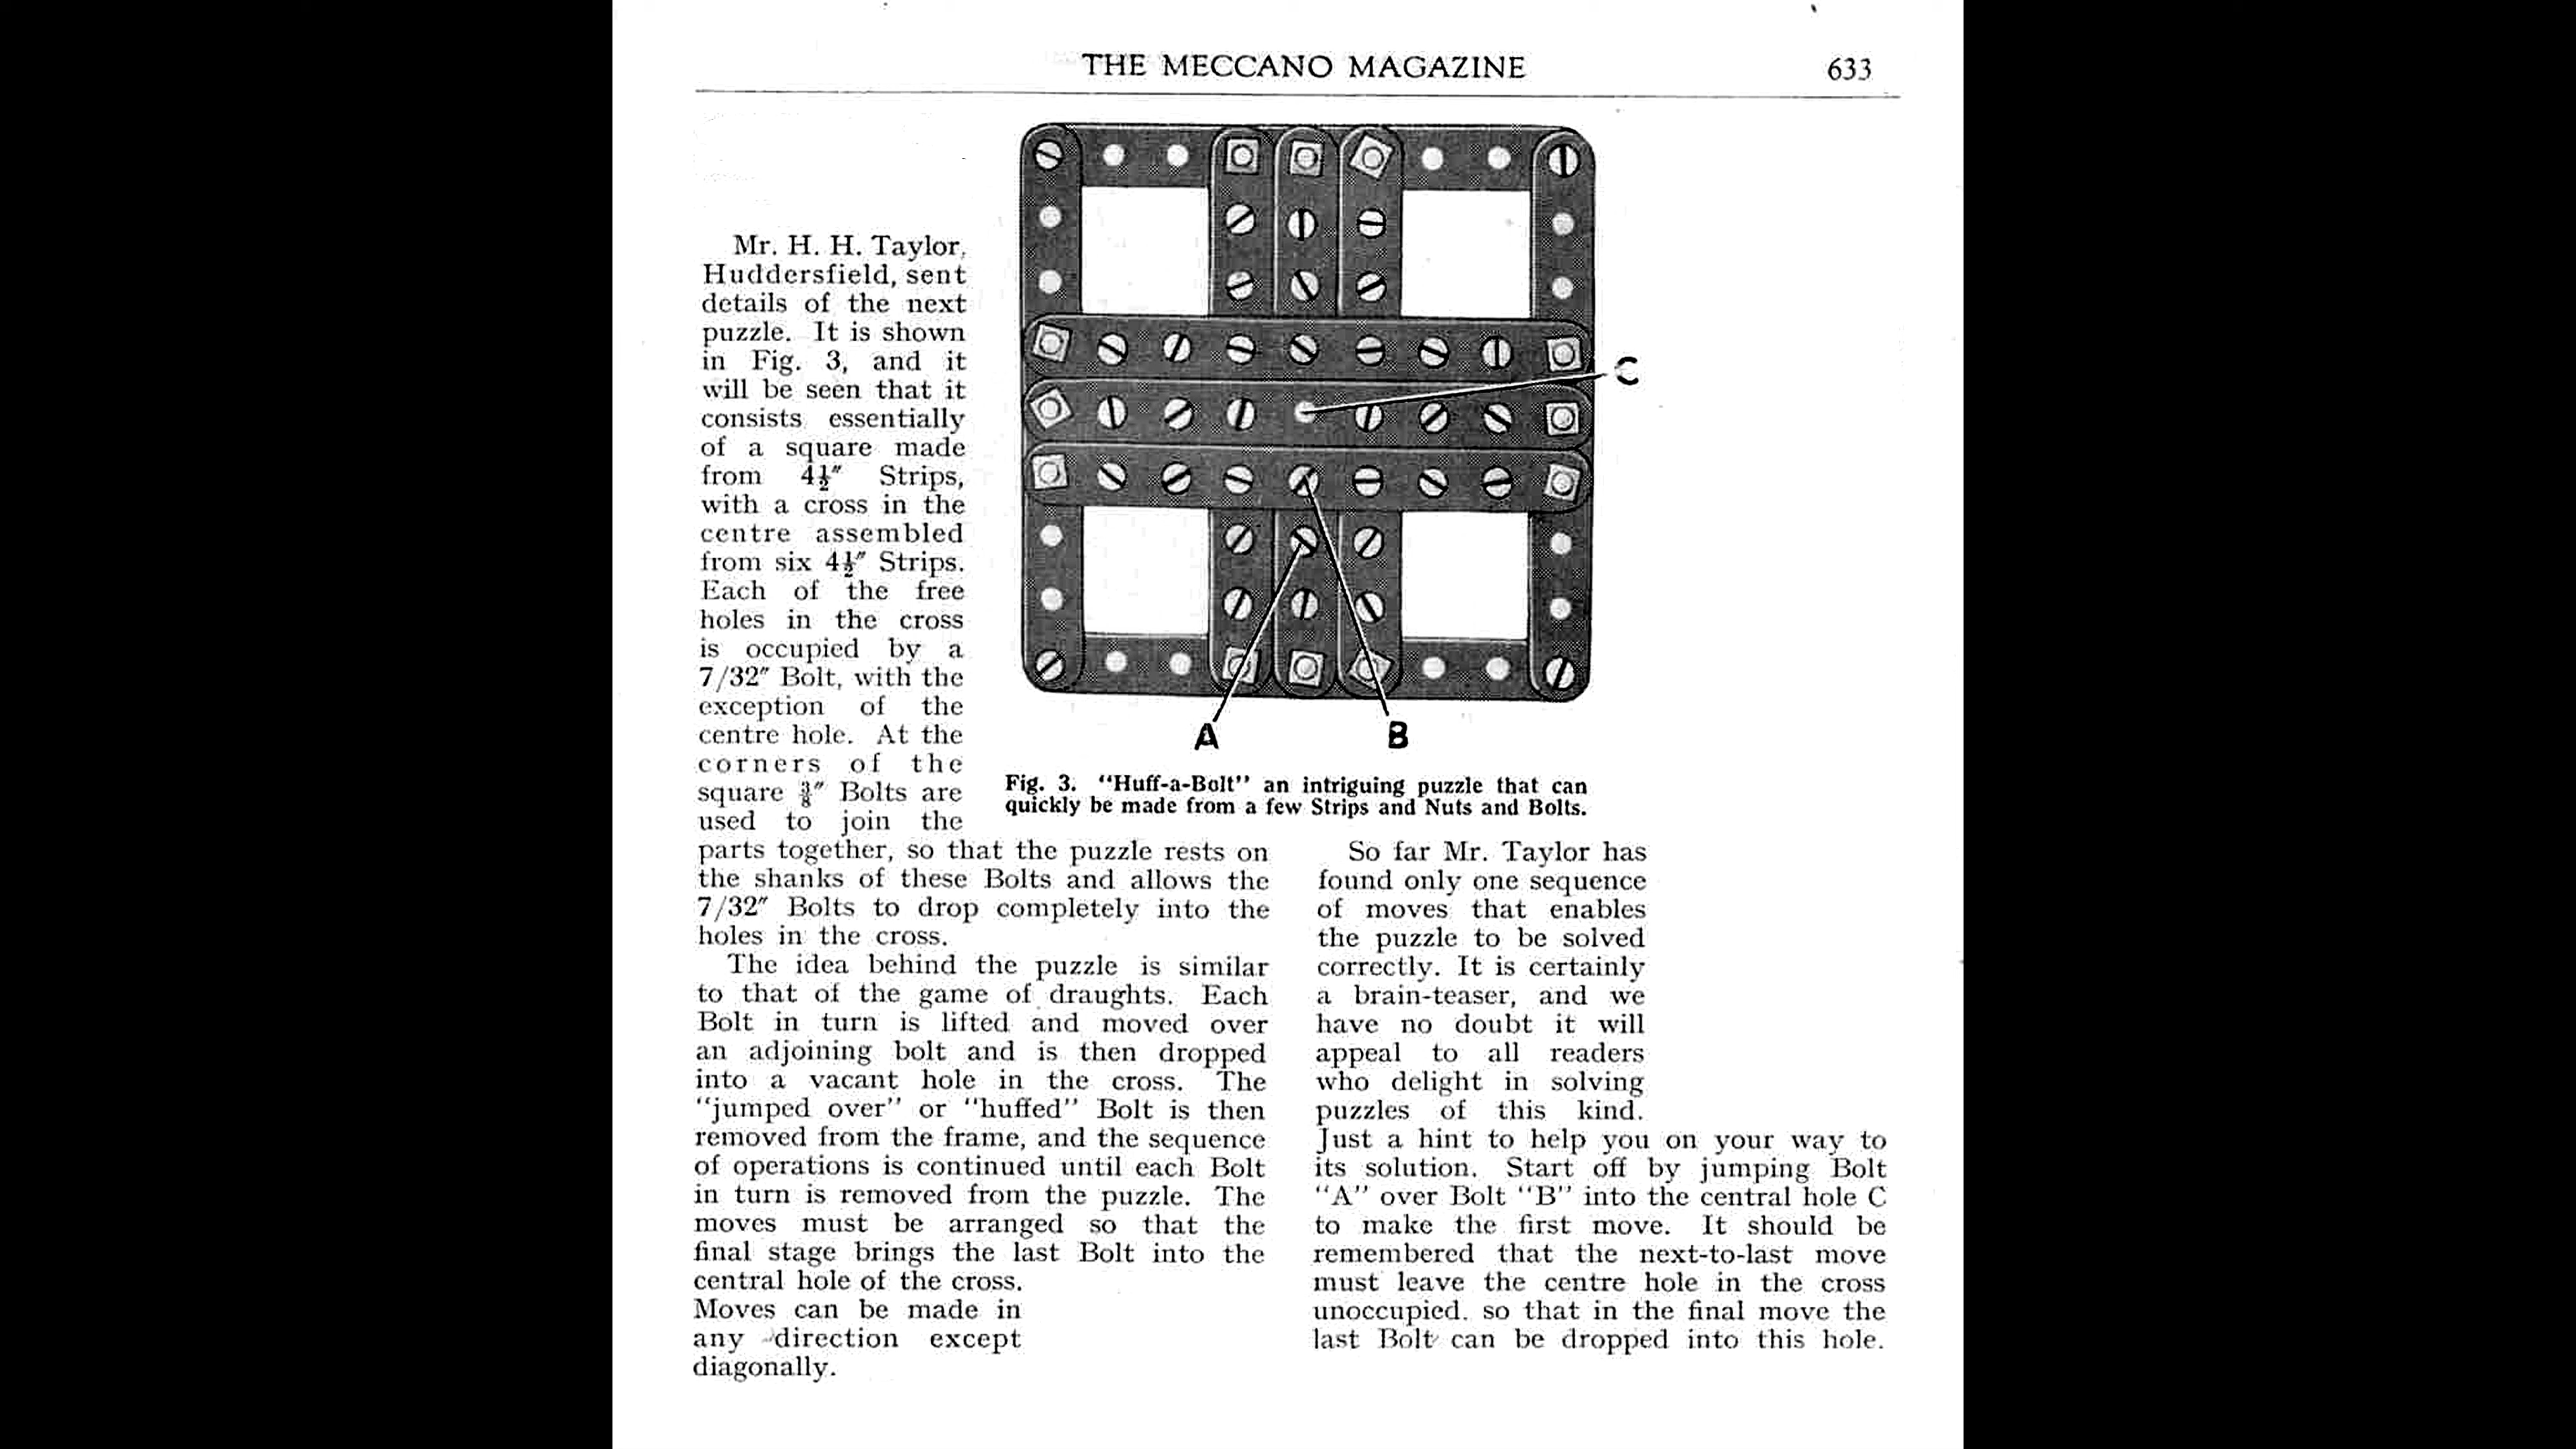 THE MECCANO MAGAZINE 633
Mr. H. H. Taylor,
Huddersfield, sent
details of the next
puzzle. It is shown
in Fig. 3, and it
will be seen that it
consists essentially
of a square made
from 4½″ Strips,
with a cross in the
centre assembled
from six 4½″ Strips.
Each of the free
holes in the cross
is occupied by a
7/32″ Bolt, with the
exception of the
centre hole. At the
corners of the
square ⅜″ Bolts are
used to join the
parts together, so that the puzzle rests on
the shanks of these Bolts and allows the
7/32″ Bolts to drop completely into the
holes in the cross.
The idea behind the puzzle is similar
to that of the game of draughts. Each
Bolt in turn is lifted and moved over
an adjoining bolt and is then dropped
into a vacant hole in the cross. The
"jumped over" or "huffed" Bolt is then
removed from the frame, and the sequence
of operations is continued until each Bolt
in turn is removed from the puzzle. The
moves must be arranged so that the
final stage brings the last Bolt into the
central hole of the cross.
Moves can be made in
any direction except
diagonally.
C
A B
Fig. 3. "Huff-a-Bolt" an intriguing puzzle that can
quickly be made from a few Strips and Nuts and Bolts.
So far Mr. Taylor has
found only one sequence
of moves that enables
the puzzle to be solved
correctly. It is certainly
a brain-teaser, and we
have no doubt it will
appeal to all readers
who delight in solving
puzzles of this kind.
Just a hint to help you on your way to
its solution. Start off by jumping Bolt
"A" over Bolt "B" into the central hole C
to make the first move. It should be
remembered that the next-to-last move
must leave the centre hole in the cross
unoccupied. so that in the final move the
last Bolt can be dropped into this hole.